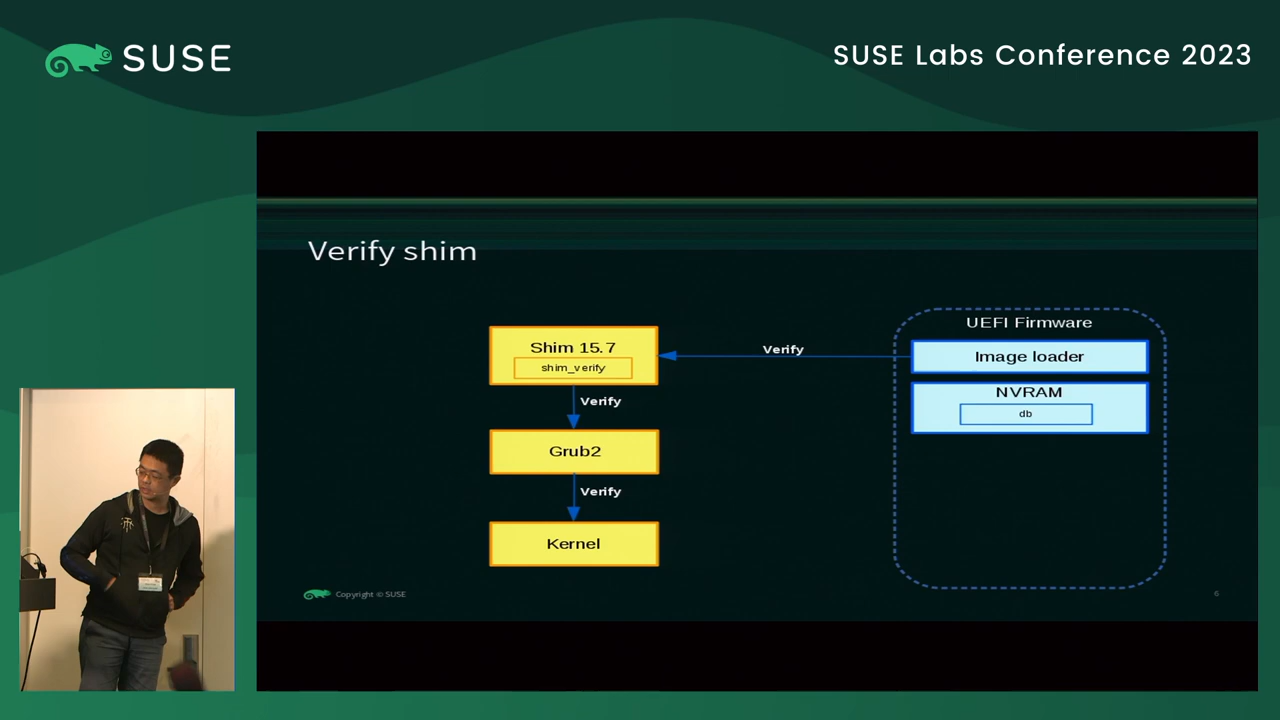 SUSE
SUSE Labs Conference 2023
Verify shim
Shim 15.7
shim_verify
Verify
Grub2
Verify
Kernel
Verify
UEFI Firmware
Image loader
NVRAM
db
Copyright © SUSE
6